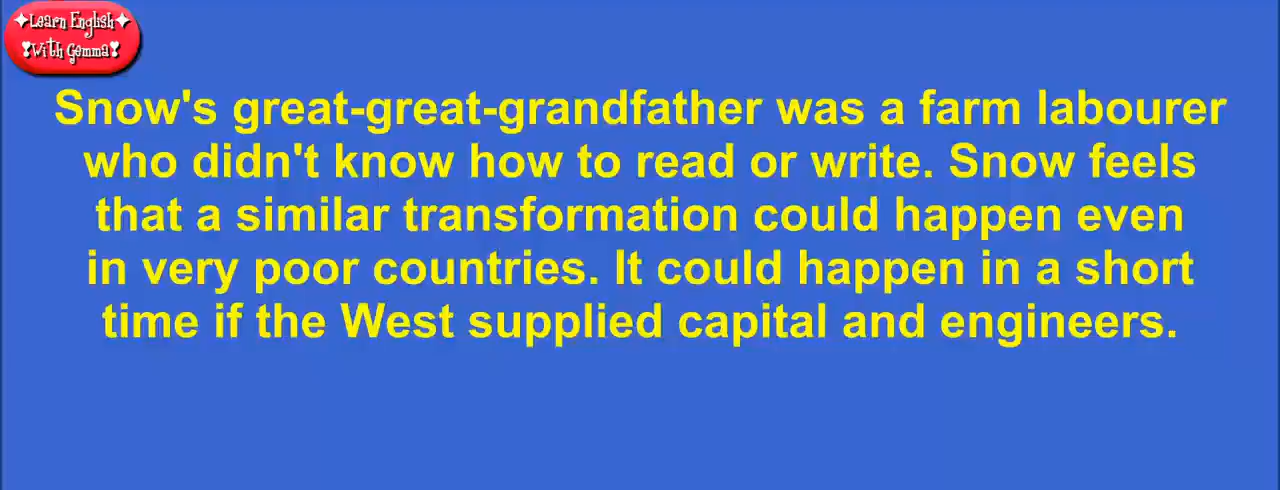 ✦Learn English✦
❣With Gemma❣
Snow's great-great-grandfather was a farm labourer
who didn't know how to read or write. Snow feels
that a similar transformation could happen even
in very poor countries. It could happen in a short
time if the West supplied capital and engineers.